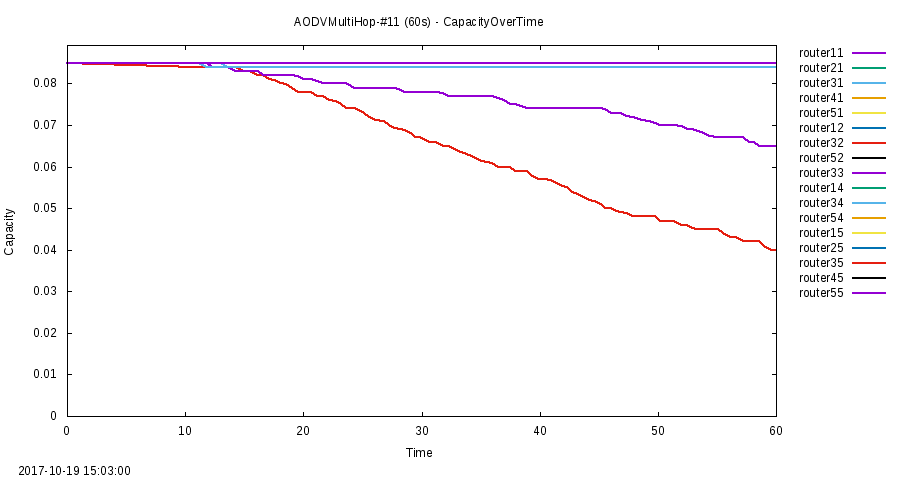 AODVMultiHop-#11 (60s) - CapacityOverTime
router11
router21
router31
router41
router51
router12
router32
router52
router33
router14
router34
router54
router15
router25
router35
router45
router55
0.08
0.07
0.06
0.05
0.04
0.03
0.02
0.01
0
Capacity
0 10 20 30 40 50 60
Time
2017-10-19 15:03:00